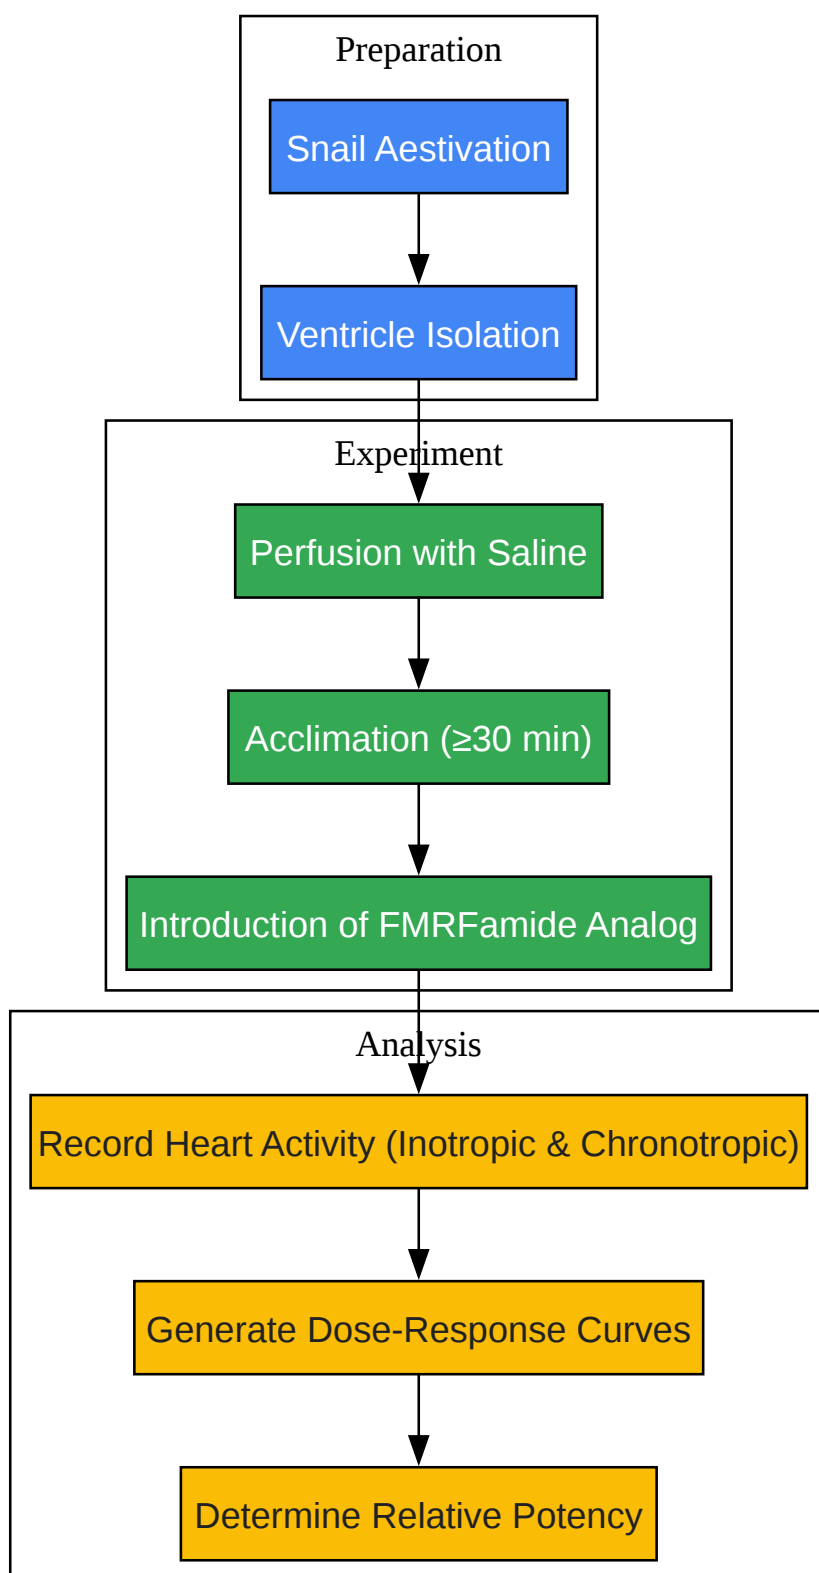 Preparation
Snail Aestivation
Ventricle Isolation
Experiment
Perfusion with Saline
Acclimation (≥30 min)
Introduction of FMRFamide Analog
Analysis
Record Heart Activity (Inotropic & Chronotropic)
Generate Dose-Response Curves
Determine Relative Potency